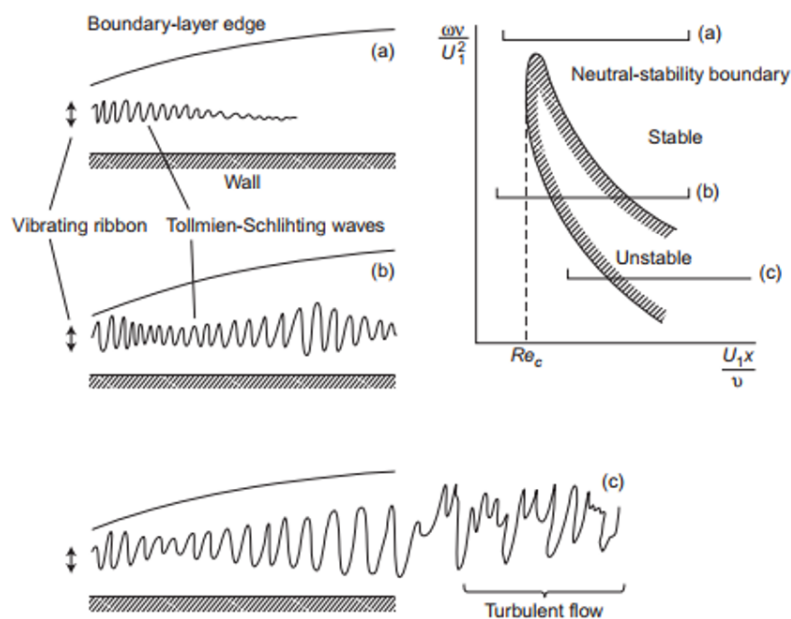 Boundary-layer edge
(a)
Wall
Vibrating ribbon
Tollmien-Schlihting waves
(b)
ων
U₁²
(a)
Neutral-stability boundary
Stable
(b)
Unstable
(c)
Re_c
U₁x
υ
(c)
Turbulent flow